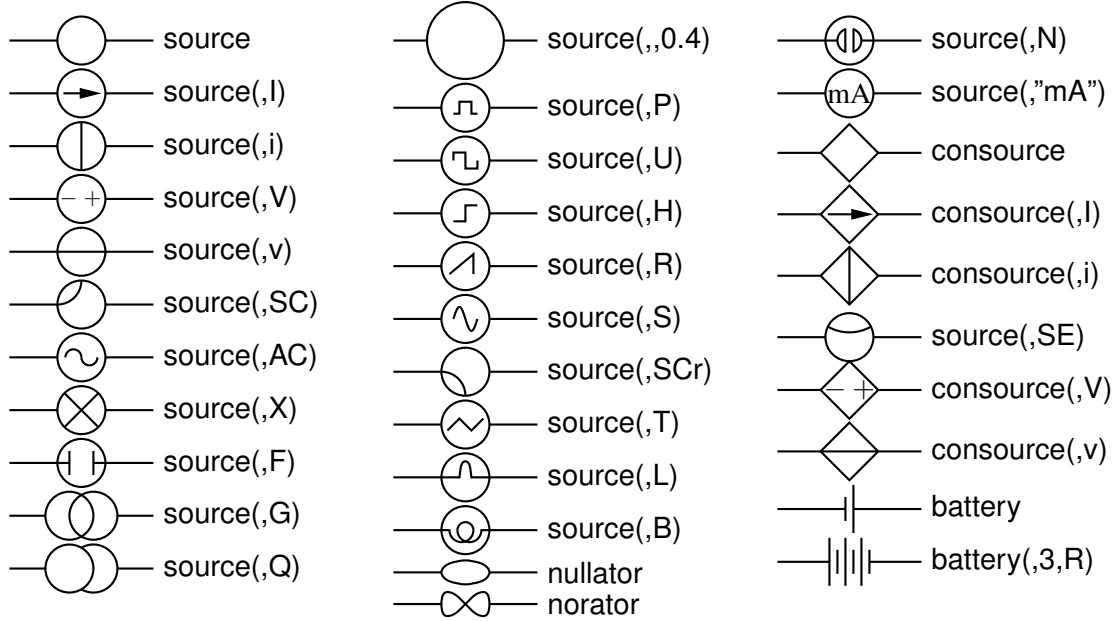 source
source(,I)
source(,i)
− + source(,V)
source(,v)
source(,SC)
source(,AC)
source(,X)
source(,F)
source(,G)
source(,Q)
source(,,0.4)
source(,P)
source(,U)
source(,H)
source(,R)
source(,S)
source(,SCr)
source(,T)
source(,L)
source(,B)
nullator
norator
source(,N)
mA source(,”mA”)
consource
consource(,I)
consource(,i)
source(,SE)
− + consource(,V)
consource(,v)
battery
battery(,3,R)